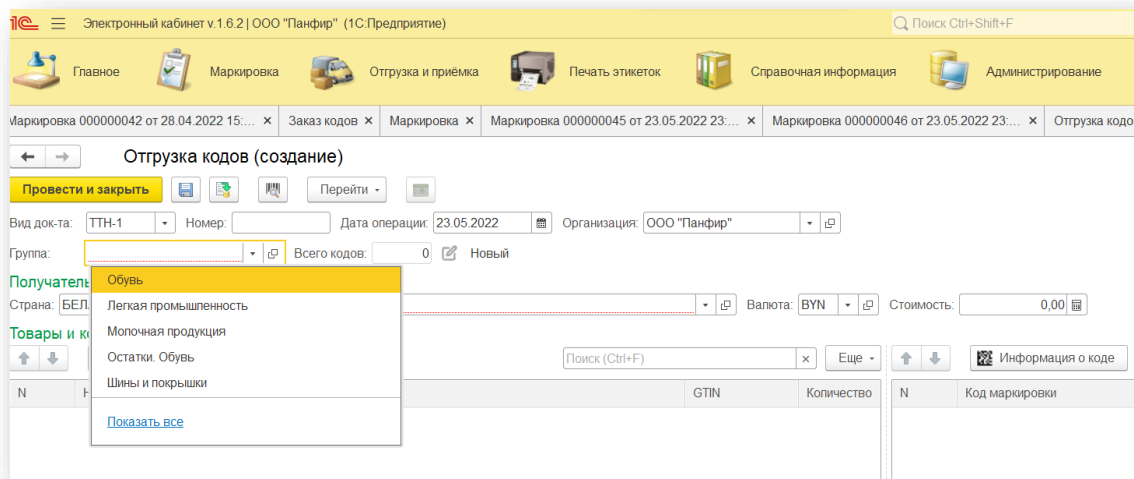 1С Электронный кабинет v.1.6.2 | ООО "Панфир" (1С:Предприятие) Поиск Ctrl+Shift+F
Главное Маркировка Отгрузка и приёмка Печать этикеток Справочная информация Администрирование
Маркировка 000000042 от 28.04.2022 15:... × Заказ кодов × Маркировка × Маркировка 000000045 от 23.05.2022 23:... × Маркировка 000000046 от 23.05.2022 23:... × Отгрузка кодо
Отгрузка кодов (создание)
Провести и закрыть Перейти
Вид док-та: ТТН-1 Номер: Дата операции: 23.05.2022 Организация: ООО "Панфир"
Группа: Всего кодов: 0 Новый
Обувь
Легкая промышленность
Молочная продукция
Остатки. Обувь
Шины и покрышки
Показать все
Получатель
Страна: БЕЛ Валюта: BYN Стоимость: 0,00
Товары и к
Поиск (Ctrl+F) × Еще Информация о коде
N Н GTIN Количество N Код маркировки